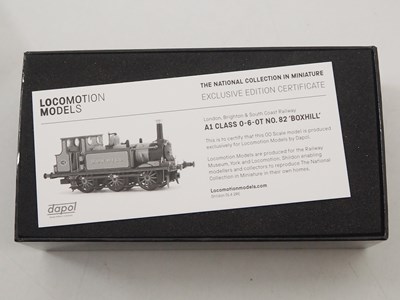 LOCOMOTION
MODELS
THE NATIONAL COLLECTION IN MINIATURE
EXCLUSIVE EDITION CERTIFICATE
London, Brighton & South Coast Railway
A1 CLASS 0-6-0T NO. 82 'BOXHILL'
This is to certify that this OO Scale model is produced
exclusively for Locomotion Models by Dapol.
Locomotion Models are produced for the Railway
Museum, York and Locomotion, Shildon enabling
modellers and collectors to reproduce The National
Collection in Miniature in their own homes.
Locomotionmodels.com
dapol